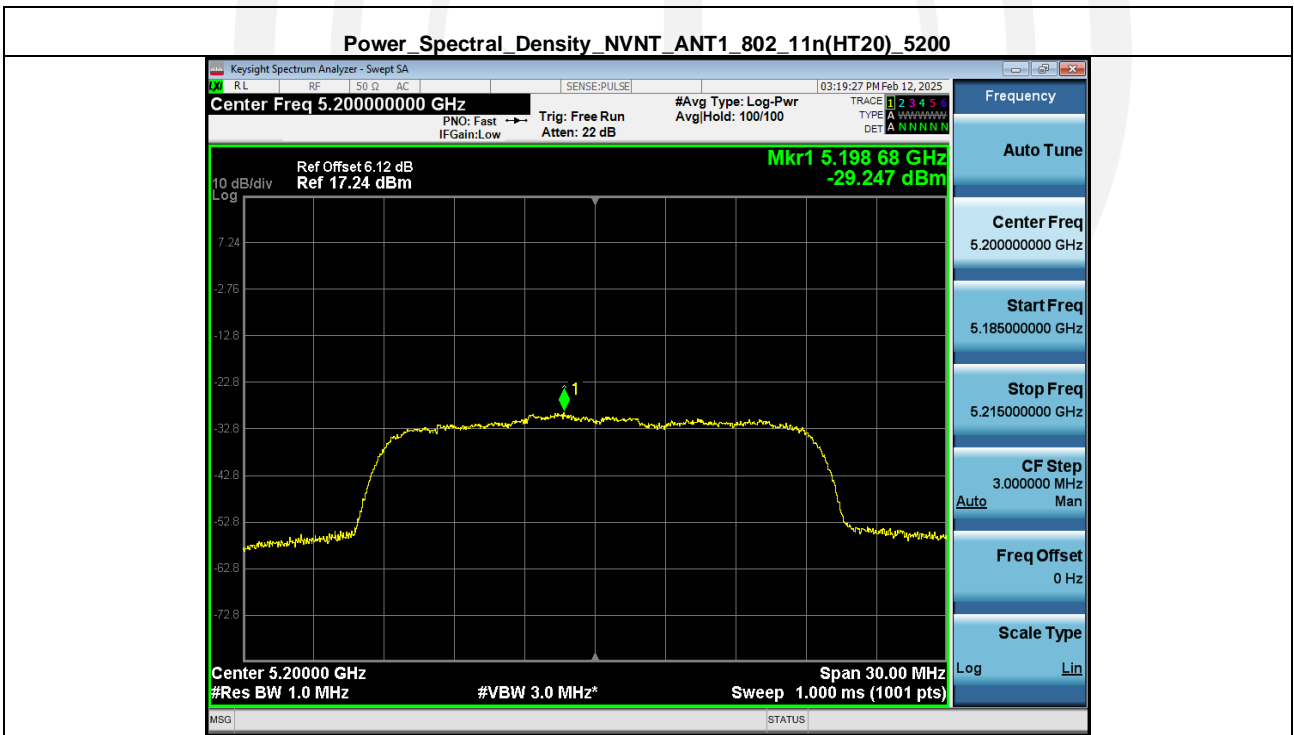 Power_Spectral_Density_NVNT_ANT1_802_11n(HT20)_5200
Keysight Spectrum Analyzer - Swept SA
LXI RL RF 50 Ω AC SENSE:PULSE 03:19:27 PM Feb 12, 2025
Center Freq 5.200000000 GHz
PNO: Fast
IFGain:Low
Trig: Free Run
Atten: 22 dB
#Avg Type: Log-Pwr
Avg|Hold: 100/100
TRACE 1 2 3 4 5 6
TYPE A WWWWW
DET A N N N N N
Mkr1 5.198 68 GHz
-29.247 dBm
Ref Offset 6.12 dB
10 dB/div Ref 17.24 dBm
Log
7.24
-2.76
-12.8
-22.8
-32.8
-42.8
-52.8
-62.8
-72.8
1
Center 5.20000 GHz
Span 30.00 MHz
#Res BW 1.0 MHz
#VBW 3.0 MHz*
Sweep 1.000 ms (1001 pts)
MSG
STATUS
Frequency
Auto Tune
Center Freq
5.200000000 GHz
Start Freq
5.185000000 GHz
Stop Freq
5.215000000 GHz
CF Step
3.000000 MHz
Auto Man
Freq Offset
0 Hz
Scale Type
Log Lin